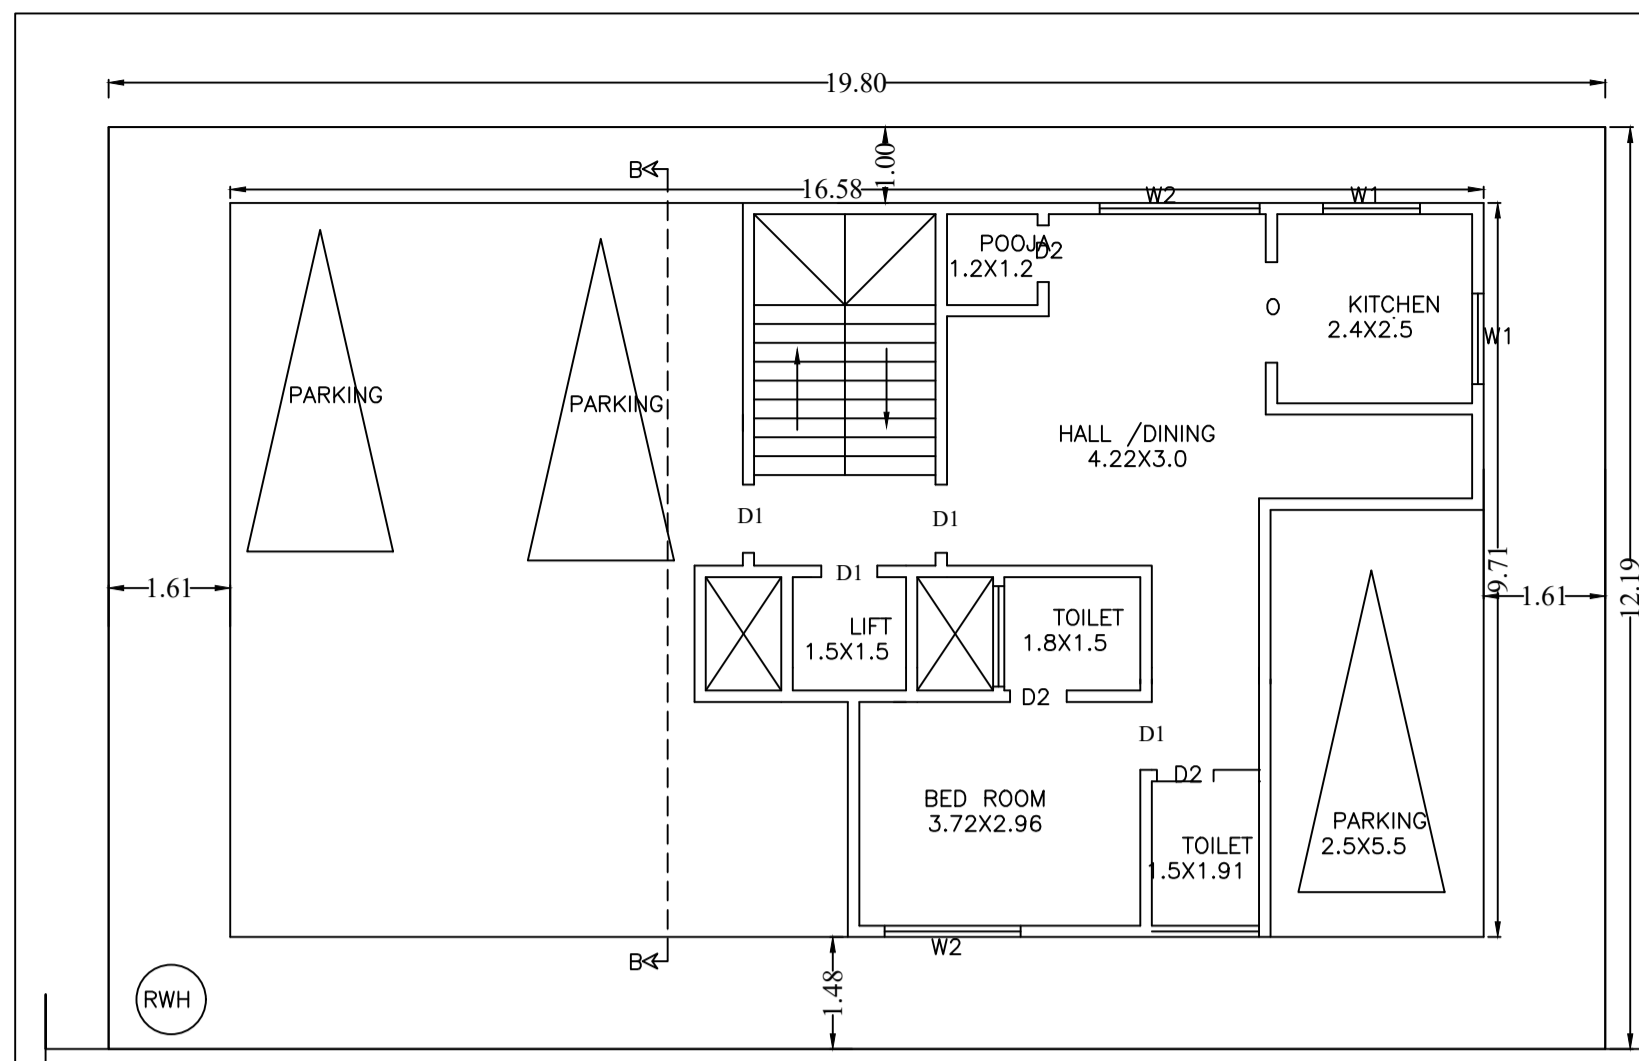 19.80
1.00
B
16.58
W2
W1
POOJA
1.2X1.2
D2
KITCHEN
2.4X2.5
W1
PARKING
PARKING
HALL /DINING
4.22X3.0
D1
D1
D1
9.71
12.19
1.61
1.61
LIFT
1.5X1.5
TOILET
1.8X1.5
D2
D1
D2
BED ROOM
3.72X2.96
TOILET
1.5X1.91
PARKING
2.5X5.5
W2
B
1.48
RWH
O